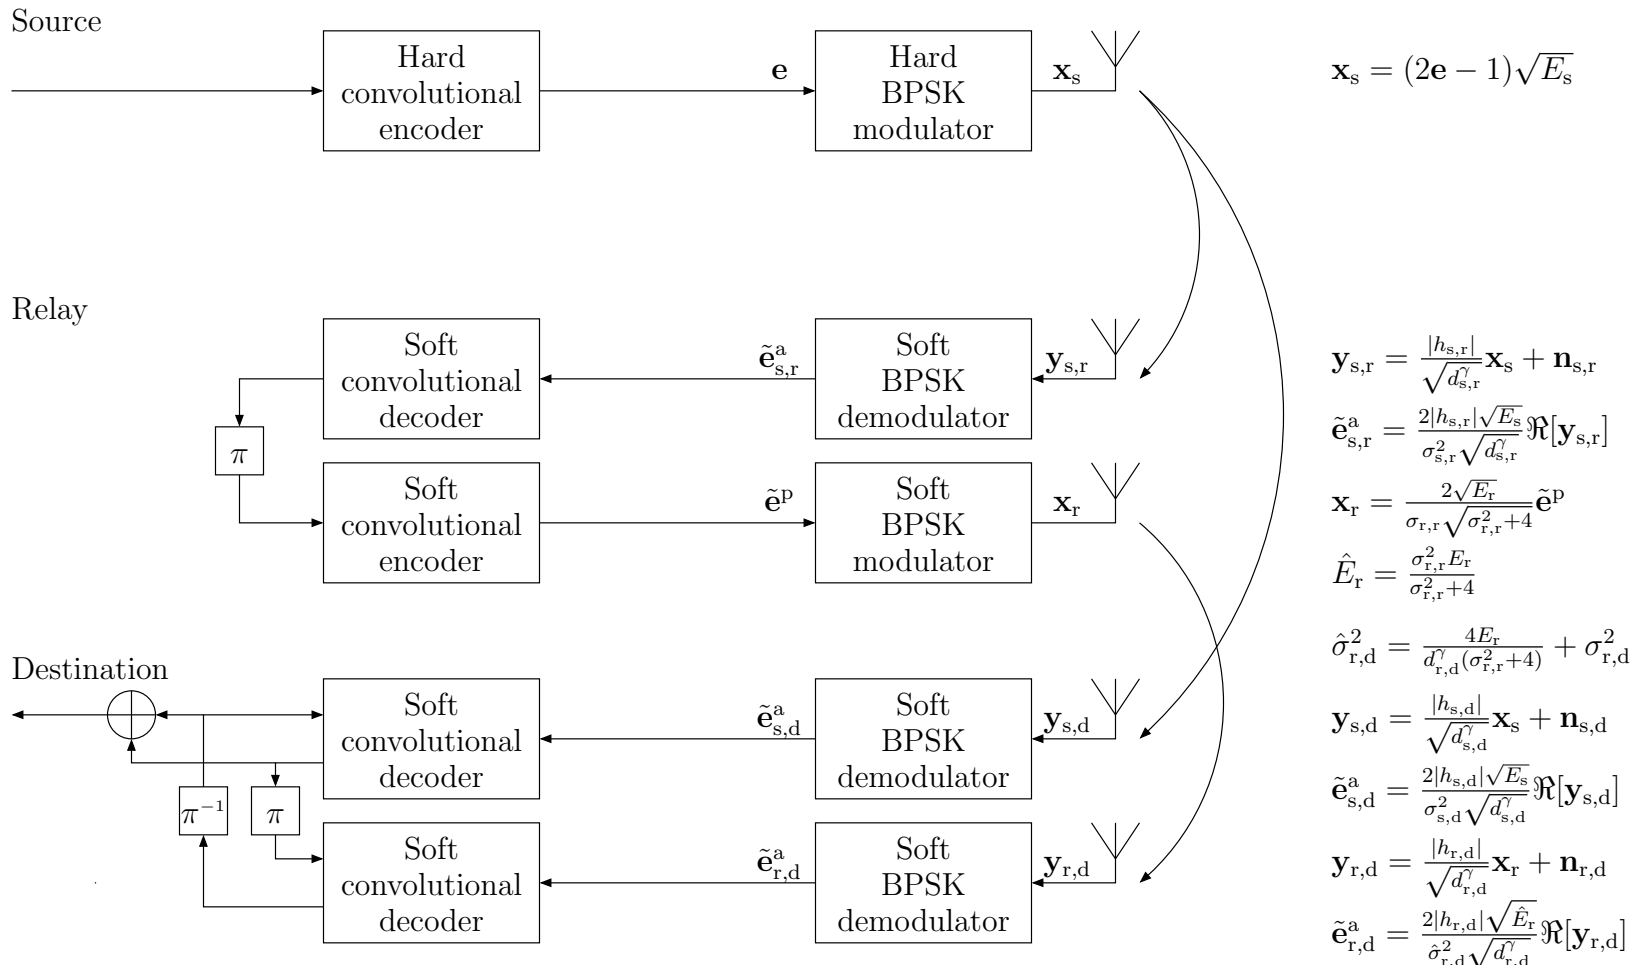 Source
Hard
convolutional
encoder
e
Hard
BPSK
modulator
x_s
x_s = (2e − 1)√E_s
Relay
Soft
convolutional
decoder
ẽ^a_{s,r}
Soft
BPSK
demodulator
y_{s,r}
π
Soft
convolutional
encoder
ẽ^p
Soft
BPSK
modulator
x_r
y_{s,r} = |h_{s,r}| / √(d^γ_{s,r}) x_s + n_{s,r}
ẽ^a_{s,r} = 2|h_{s,r}|√E_s / (σ²_{s,r} √(d^γ_{s,r})) ℜ[y_{s,r}]
x_r = 2√E_r / (σ_{r,r} √(σ²_{r,r}+4)) ẽ^p
Ê_r = σ²_{r,r} E_r / (σ²_{r,r}+4)
σ̂²_{r,d} = 4E_r / (d^γ_{r,d}(σ²_{r,r}+4)) + σ²_{r,d}
Destination
Soft
convolutional
decoder
ẽ^a_{s,d}
Soft
BPSK
demodulator
y_{s,d}
π^{−1}
π
Soft
convolutional
decoder
ẽ^a_{r,d}
Soft
BPSK
demodulator
y_{r,d}
y_{s,d} = |h_{s,d}| / √(d^γ_{s,d}) x_s + n_{s,d}
ẽ^a_{s,d} = 2|h_{s,d}|√E_s / (σ²_{s,d} √(d^γ_{s,d})) ℜ[y_{s,d}]
y_{r,d} = |h_{r,d}| / √(d^γ_{r,d}) x_r + n_{r,d}
ẽ^a_{r,d} = 2|h_{r,d}|√Ê_r / (σ̂²_{r,d} √(d^γ_{r,d})) ℜ[y_{r,d}]